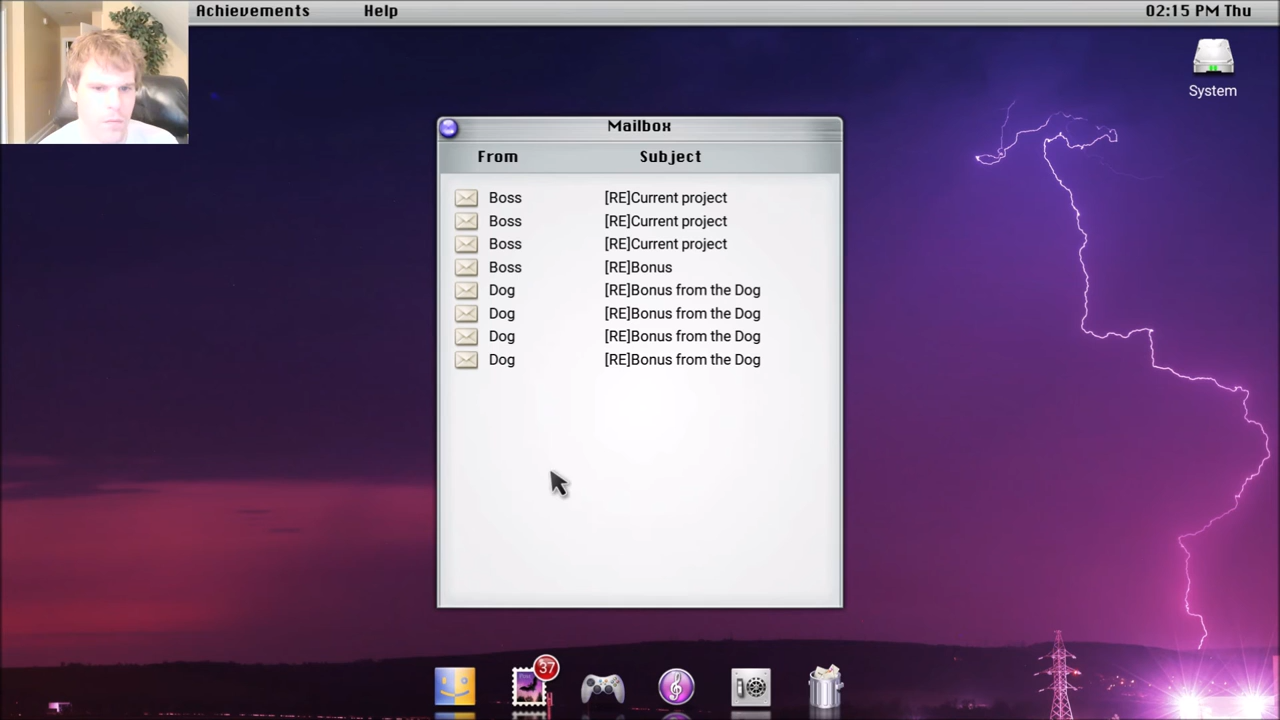 Achievements Help 02:15 PM Thu
System
Mailbox
From Subject
Boss [RE]Current project
Boss [RE]Current project
Boss [RE]Current project
Boss [RE]Bonus
Dog [RE]Bonus from the Dog
Dog [RE]Bonus from the Dog
Dog [RE]Bonus from the Dog
Dog [RE]Bonus from the Dog
37